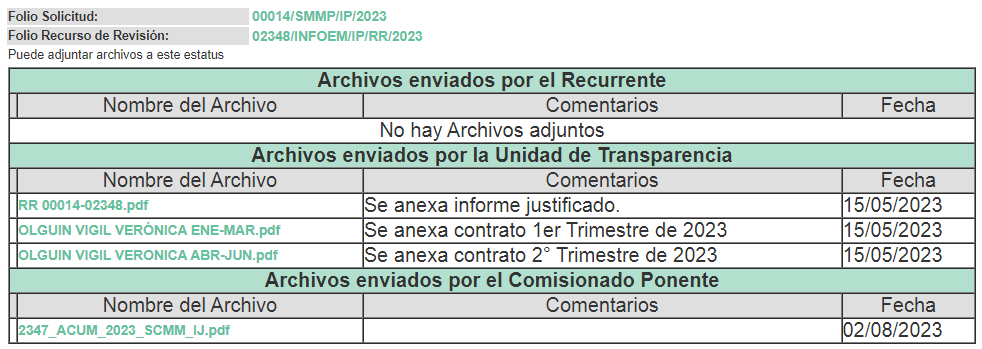 Folio Solicitud: 00014/SMMP/IP/2023
Folio Recurso de Revisión: 02348/INFOEM/IP/RR/2023
Puede adjuntar archivos a este estatus
Archivos enviados por el Recurrente
Nombre del Archivo Comentarios Fecha
No hay Archivos adjuntos
Archivos enviados por la Unidad de Transparencia
Nombre del Archivo Comentarios Fecha
RR 00014-02348.pdf Se anexa informe justificado. 15/05/2023
OLGUIN VIGIL VERÓNICA ENE-MAR.pdf Se anexa contrato 1er Trimestre de 2023 15/05/2023
OLGUIN VIGIL VERONICA ABR-JUN.pdf Se anexa contrato 2° Trimestre de 2023 15/05/2023
Archivos enviados por el Comisionado Ponente
Nombre del Archivo Comentarios Fecha
2347_ACUM_2023_SCMM_IJ.pdf 02/08/2023